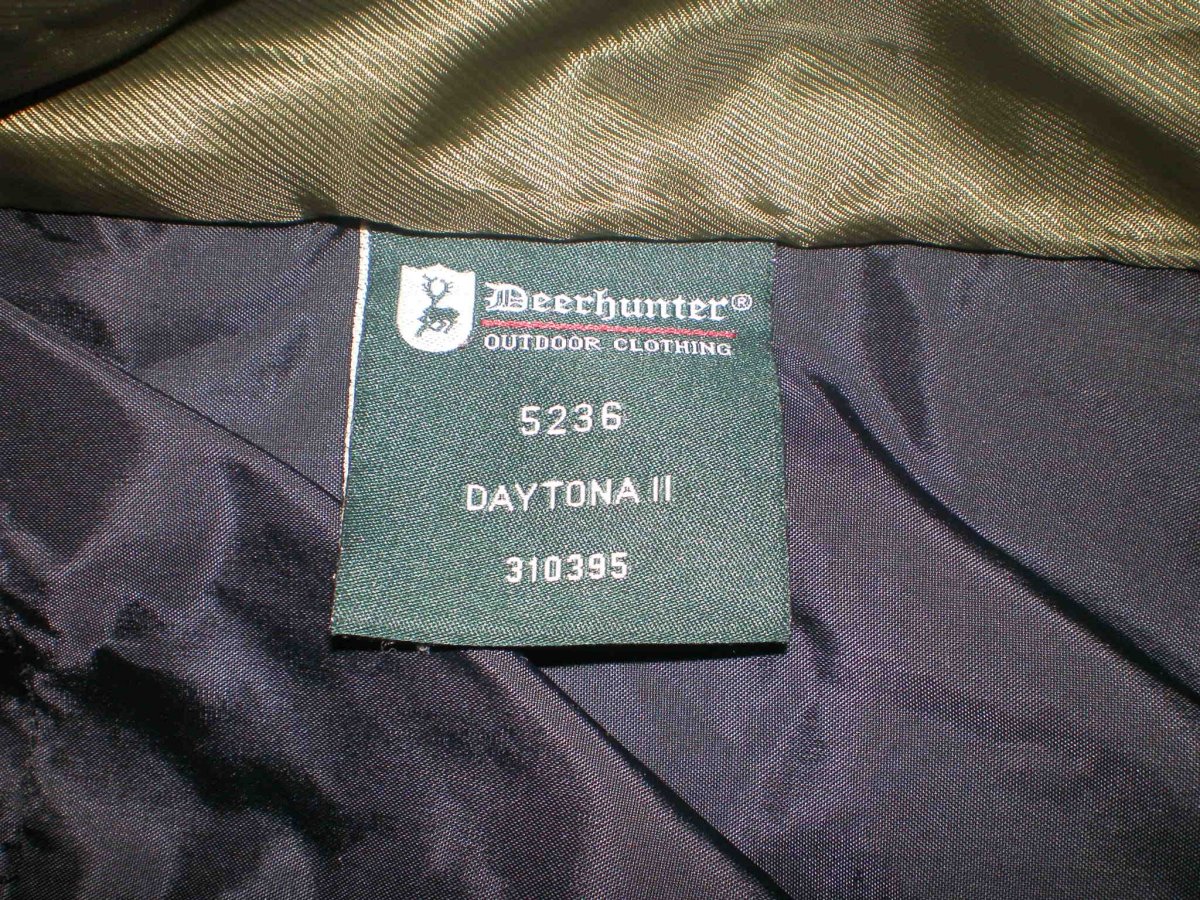 Deerhunter®
OUTDOOR CLOTHING
5236
DAYTONA II
310395